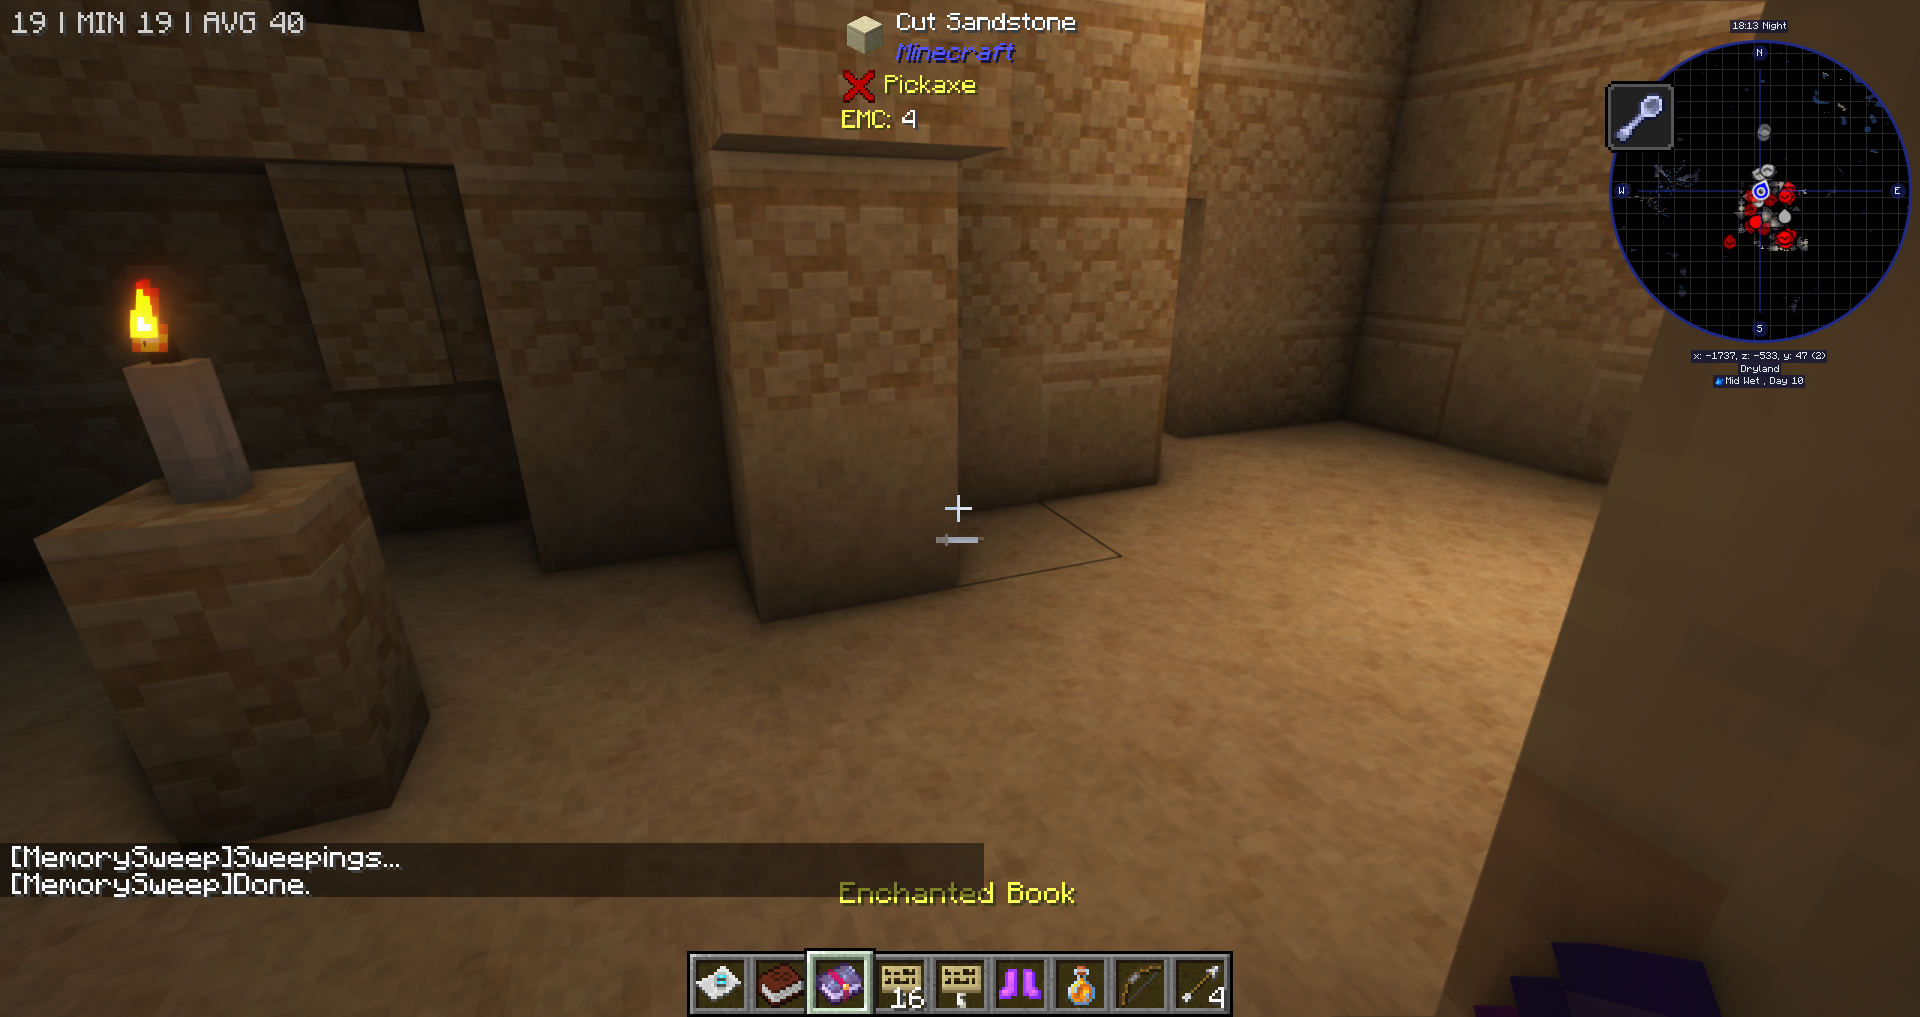 19 | MIN 19 | AVG 40
Cut Sandstone
Minecraft
Pickaxe
EMC: 4
18:13 Night
N
W
E
S
x: -1737, z: -533, y: 47 (2)
Dryland
Mid Wet , Day 10
[MemorySweep]Sweepings...
[MemorySweep]Done.
Enchanted Book
16
4